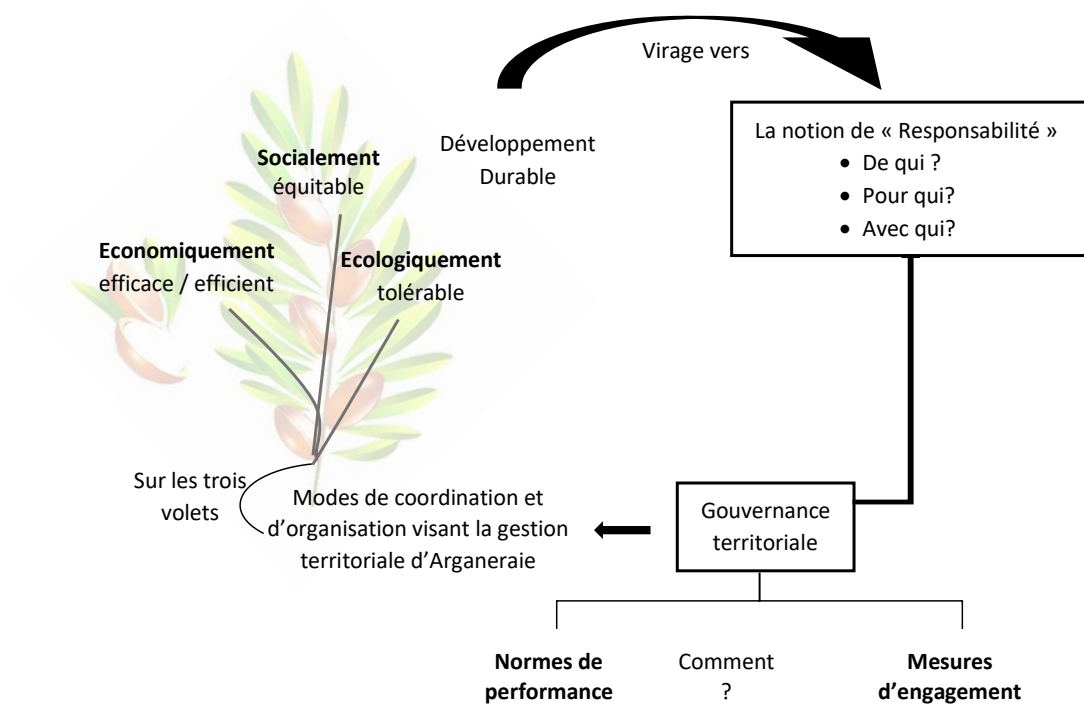 Virage vers
La notion de « Responsabilité »
• De qui ?
• Pour qui?
• Avec qui?
Développement
Durable
Socialement
équitable
Economiquement
efficace / efficient
Ecologiquement
tolérable
Sur les trois
volets
Modes de coordination et
d’organisation visant la gestion
territoriale d’Arganeraie
Gouvernance
territoriale
Normes de
performance
Comment
?
Mesures
d’engagement